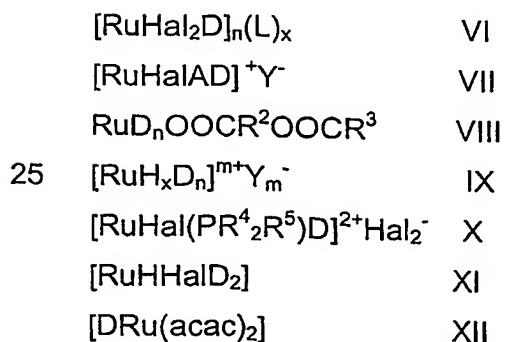 [RuHal₂D]ₙ(L)ₓ VI
[RuHalAD]⁺Y⁻ VII
RuDₙOOCR²OOCR³ VIII
25 [RuHₓDₙ]ᵐ⁺Yₘ⁻ IX
[RuHal(PR⁴₂R⁵)D]²⁺Hal₂⁻ X
[RuHHalD₂] XI
[DRu(acac)₂] XII